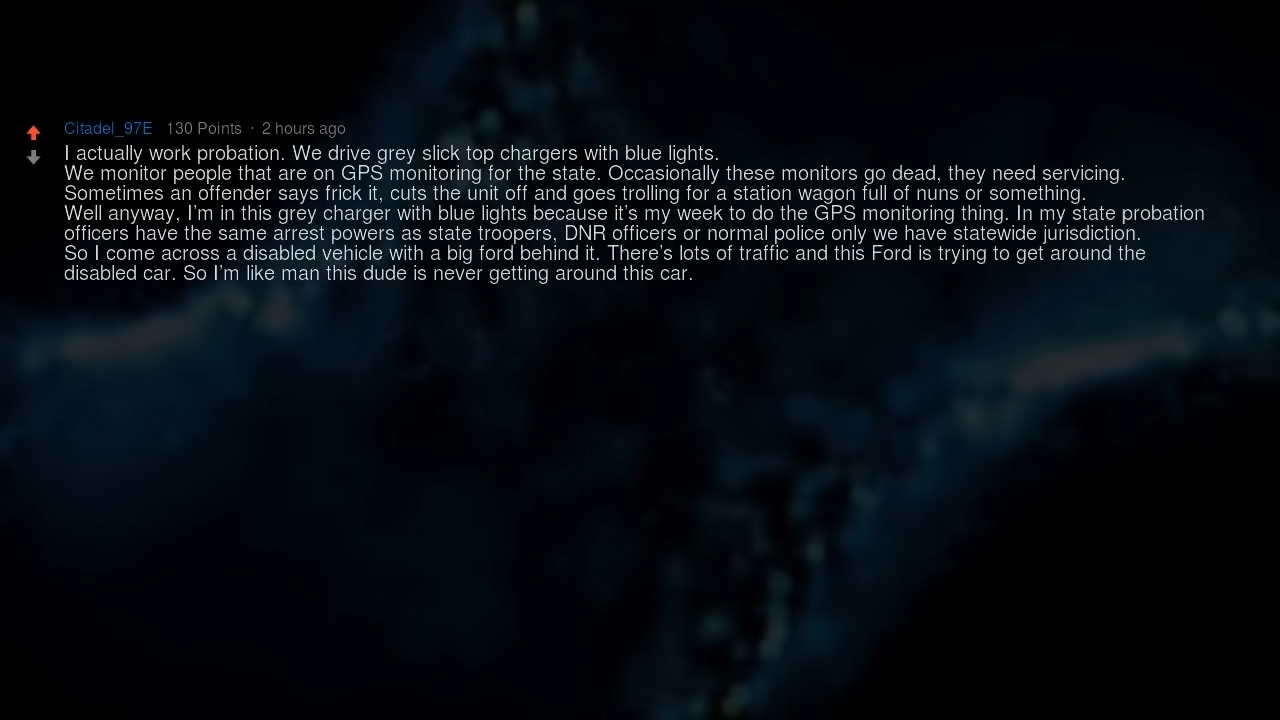 Citadel_97E 130 Points · 2 hours ago
I actually work probation. We drive grey slick top chargers with blue lights.
We monitor people that are on GPS monitoring for the state. Occasionally these monitors go dead, they need servicing.
Sometimes an offender says frick it, cuts the unit off and goes trolling for a station wagon full of nuns or something.
Well anyway, I'm in this grey charger with blue lights because it's my week to do the GPS monitoring thing. In my state probation
officers have the same arrest powers as state troopers, DNR officers or normal police only we have statewide jurisdiction.
So I come across a disabled vehicle with a big ford behind it. There's lots of traffic and this Ford is trying to get around the
disabled car. So I'm like man this dude is never getting around this car.